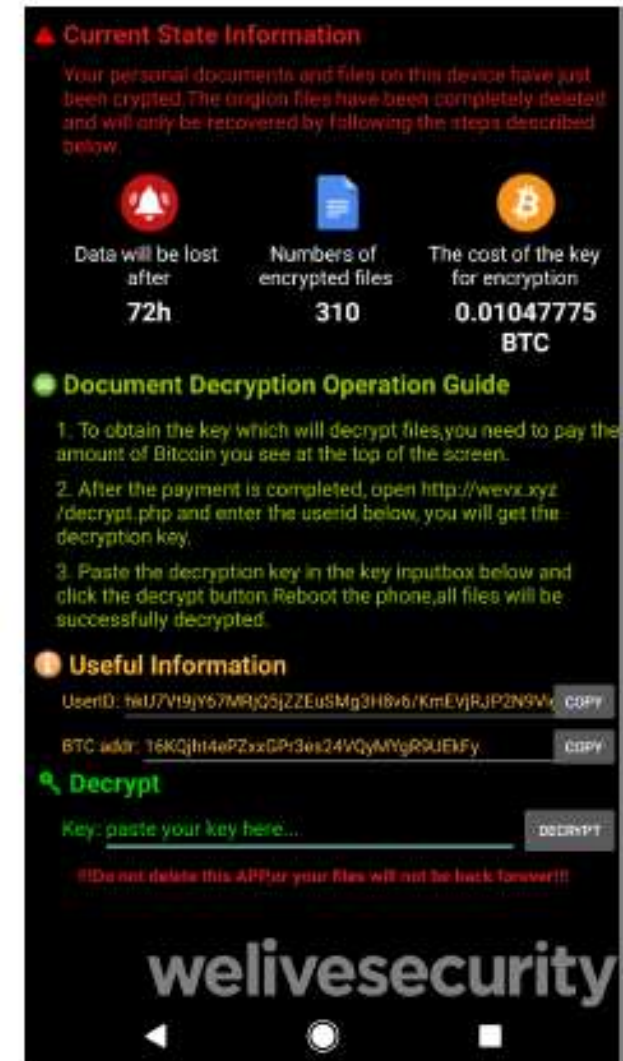 Current State Information
Your personal documents and files on this device have just
been crypted.The origion files have been completely deleted
and will only be recovered by following the steps described
below.
Data will be lost
after
72h
Numbers of
encrypted files
310
The cost of the key
for encryption
0.01047775
BTC
Document Decryption Operation Guide
1. To obtain the key which will decrypt files,you need to pay the
amount of Bitcoin you see at the top of the screen.
2. After the payment is completed, open http://wevx.xyz
/decrypt.php and enter the userid below, you will get the
decryption key.
3. Paste the decryption key in the key inputbox below and
click the decrypt button.Reboot the phone,all files will be
successfully decrypted.
Useful Information
UserID: COPY
BTC addr: 16KQjht4ePZxxGPr3es24VQyMYgR9UEkFy COPY
Decrypt
Key: paste your key here... DECRYPT
!!!Do not delete this APP,or your files will not be back forever!!!
welivesecurity